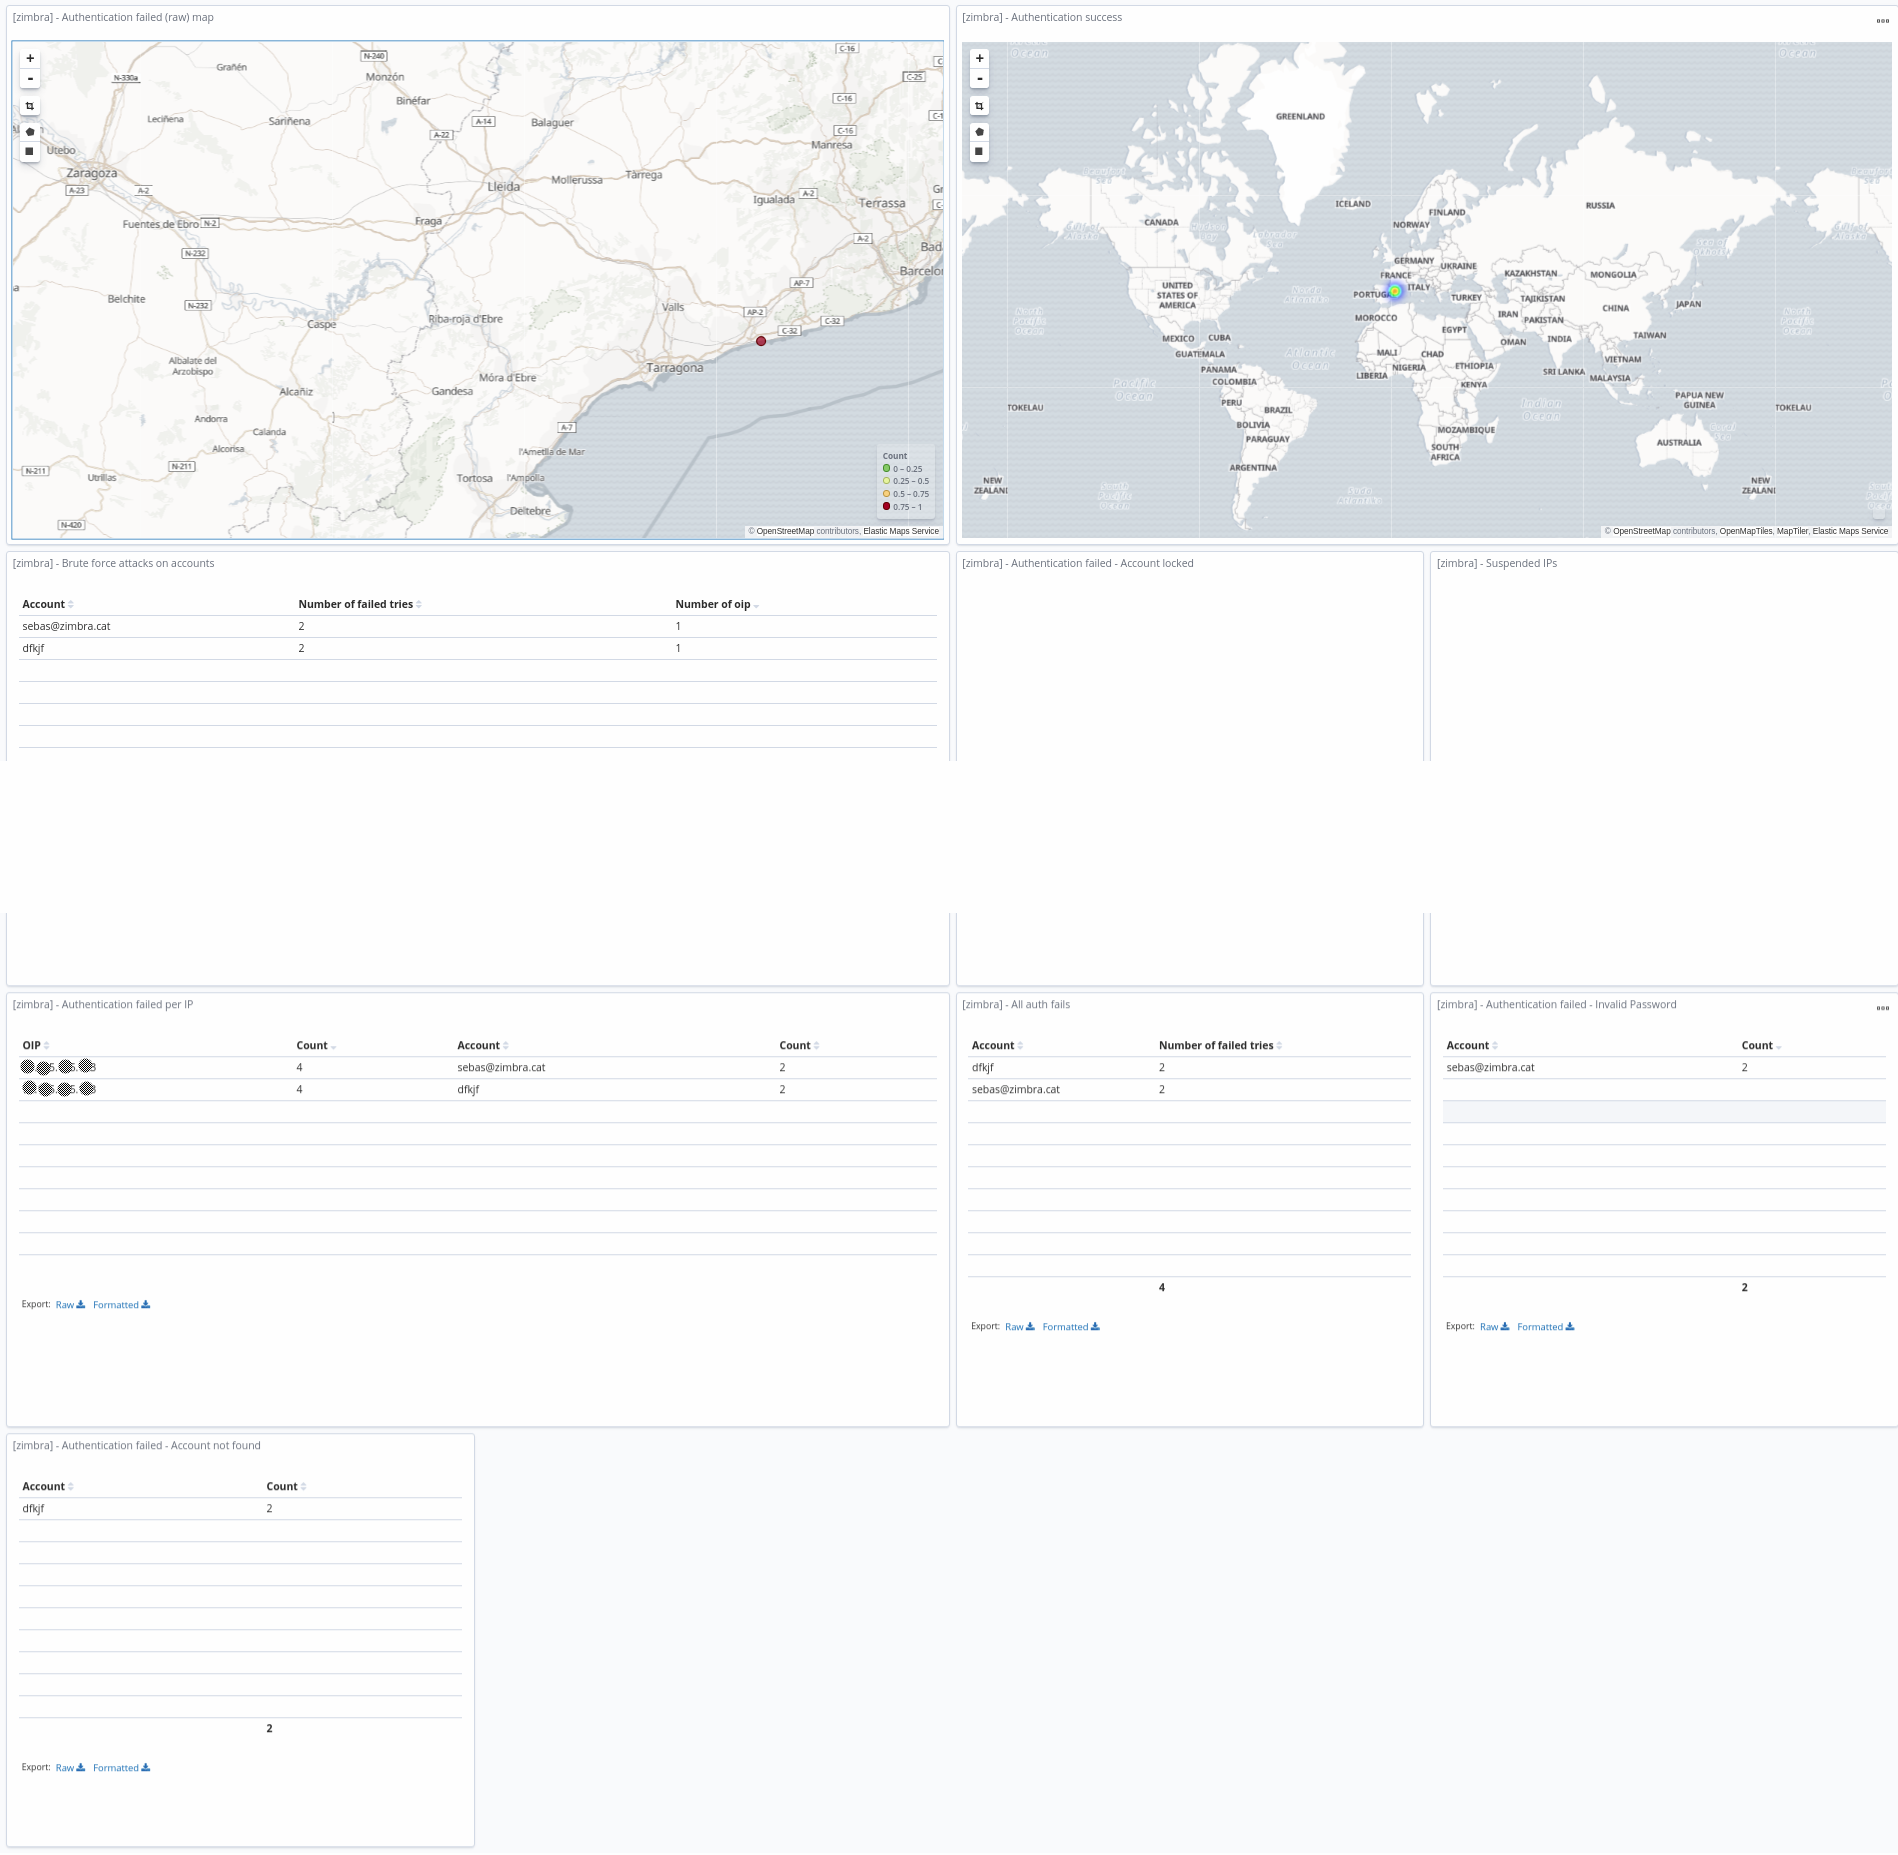 [zimbra] - Authentication failed (raw) map
+
-
N-240
C-16
Grañén
Monzón
N-330a
C-25
Binéfar
C-16
Leciñena
Sariñena
A-14
Balaguer
A-22
C-16
Utebo
Manresa
Zaragoza
Lleida
Mollerussa
Tàrrega
A-23
A-2
A-2
Igualada
Terrassa
Fuentes de Ebro
N-2
Fraga
A-2
Bad
N-232
Barcelon
AP-7
Belchite
N-232
Valls
AP-2
Caspe
Riba-roja d'Ebre
C-32
C-32
Albalate del
Arzobispo
Tarragona
Móra d'Ebre
Alcañiz
Gandesa
Andorra
Calanda
A-7
Alcorisa
l'Ametlla de Mar
N-211
N-211
Utrillas
Tortosa
l'Ampolla
Deltebre
N-420
Count
0 – 0.25
0.25 – 0.5
0.5 – 0.75
0.75 – 1
© OpenStreetMap contributors, Elastic Maps Service
[zimbra] - Authentication success
+
-
GREENLAND
ICELAND
RUSSIA
FINLAND
CANADA
NORWAY
GERMANY
UKRAINE
FRANCE
KAZAKHSTAN
MONGOLIA
UNITED
STATES OF
AMERICA
PORTUG
ITALY
TURKEY
TAJIKISTAN
CHINA
JAPAN
MOROCCO
IRAN
PAKISTAN
EGYPT
TAIWAN
MEXICO
CUBA
OMAN
INDIA
GUATEMALA
MALI
CHAD
VIETNAM
PANAMA
LIBERIA
NIGERIA
ETHIOPIA
SRI LANKA
MALAYSIA
COLOMBIA
KENYA
Pacific
Ocean
Indian
Ocean
PERU
BRAZIL
TOKELAU
PAPUA NEW
GUINEA
TOKELAU
BOLIVIA
MOZAMBIQUE
PARAGUAY
SOUTH
AFRICA
AUSTRALIA
ARGENTINA
NEW
ZEALANI
NEW
ZEALANI
© OpenStreetMap contributors, OpenMapTiles, MapTiler, Elastic Maps Service
[zimbra] - Brute force attacks on accounts
Account Number of failed tries Number of oip
sebas@zimbra.cat 2 1
dfkjf 2 1
[zimbra] - Authentication failed - Account locked
[zimbra] - Suspended IPs
[zimbra] - Authentication failed per IP
OIP Count Account Count
4 sebas@zimbra.cat 2
4 dfkjf 2
Export: Raw Formatted
[zimbra] - All auth fails
Account Number of failed tries
dfkjf 2
sebas@zimbra.cat 2
4
Export: Raw Formatted
[zimbra] - Authentication failed - Invalid Password
Account Count
sebas@zimbra.cat 2
2
Export: Raw Formatted
[zimbra] - Authentication failed - Account not found
Account Count
dfkjf 2
2
Export: Raw Formatted